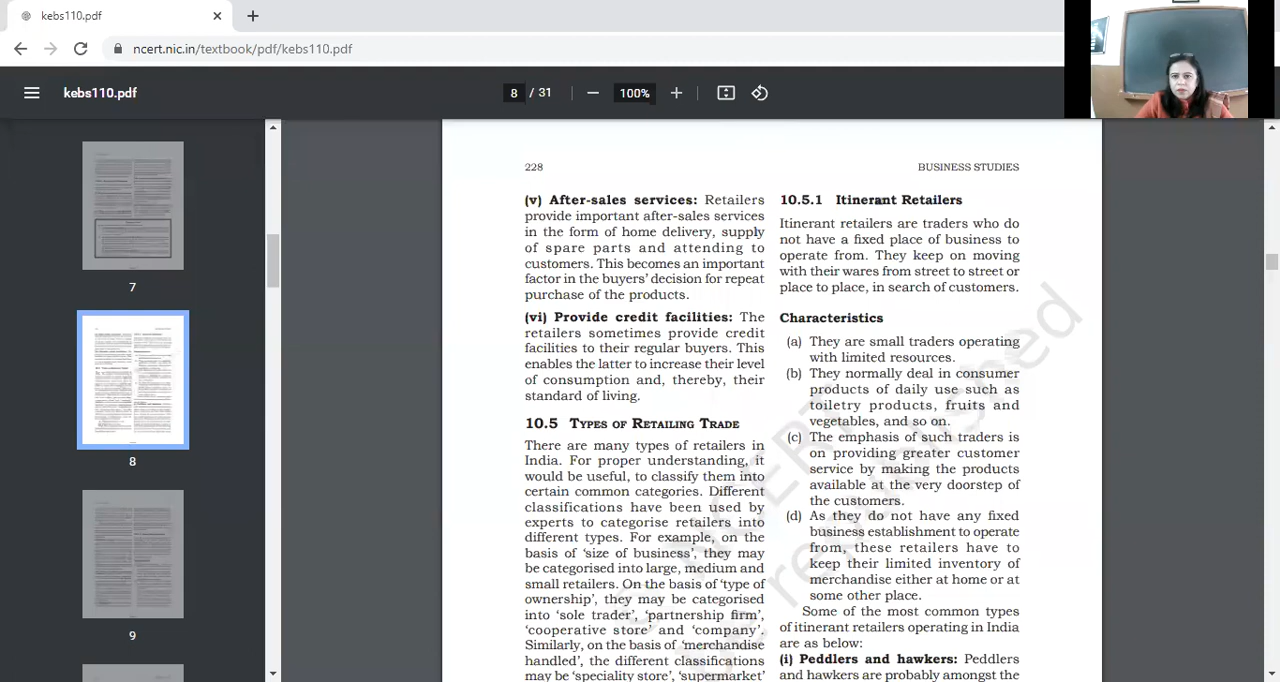 kebs110.pdf
ncert.nic.in/textbook/pdf/kebs110.pdf
kebs110.pdf
8 / 31
100%
7
8
9
228
BUSINESS STUDIES
(v) After-sales services: Retailers
provide important after-sales services
in the form of home delivery, supply
of spare parts and attending to
customers. This becomes an important
factor in the buyers' decision for repeat
purchase of the products.
(vi) Provide credit facilities: The
retailers sometimes provide credit
facilities to their regular buyers. This
enables the latter to increase their level
of consumption and, thereby, their
standard of living.
10.5 TYPES OF RETAILING TRADE
There are many types of retailers in
India. For proper understanding, it
would be useful, to classify them into
certain common categories. Different
classifications have been used by
experts to categorise retailers into
different types. For example, on the
basis of 'size of business', they may
be categorised into large, medium and
small retailers. On the basis of 'type of
ownership', they may be categorised
into 'sole trader', 'partnership firm',
'cooperative store' and 'company'.
Similarly, on the basis of 'merchandise
handled', the different classifications
may be 'speciality store', 'supermarket'
10.5.1 Itinerant Retailers
Itinerant retailers are traders who do
not have a fixed place of business to
operate from. They keep on moving
with their wares from street to street or
place to place, in search of customers.
Characteristics
(a) They are small traders operating
with limited resources.
(b) They normally deal in consumer
products of daily use such as
toiletry products, fruits and
vegetables, and so on.
(c) The emphasis of such traders is
on providing greater customer
service by making the products
available at the very doorstep of
the customers.
(d) As they do not have any fixed
business establishment to operate
from, these retailers have to
keep their limited inventory of
merchandise either at home or at
some other place.
Some of the most common types
of itinerant retailers operating in India
are as below:
(i) Peddlers and hawkers: Peddlers
and hawkers are probably amongst the